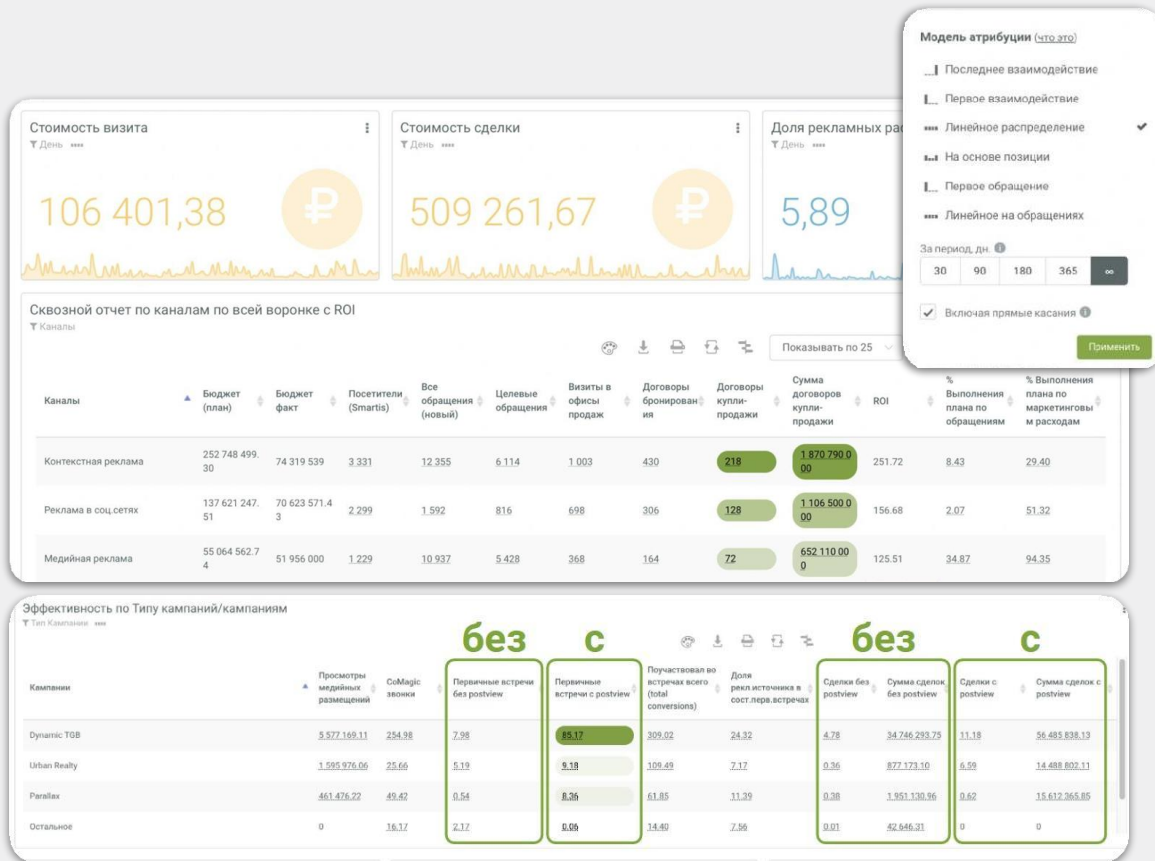 Модель атрибуции (что это)
Последнее взаимодействие
Первое взаимодействие
Линейное распределение
На основе позиции
Первое обращение
Линейное на обращениях
За период, дн.
30 90 180 365 ∞
Включая прямые касания
Применить
Стоимость визита
День
106 401,38
Стоимость сделки
День
509 261,67
Доля рекламных рас
День
5,89
Сквозной отчет по каналам по всей воронке с ROI
Каналы
Показывать по 25
Каналы
Бюджет
(план)
Бюджет
факт
Посетители
(Smartis)
Все
обращения
(новый)
Целевые
обращения
Визиты в
офисы
продаж
Договоры
бронирован
ия
Договоры
купли-
продажи
Сумма
договоров
купли-
продажи
ROI
%
Выполнения
плана по
обращениям
% Выполнения
плана по
маркетинговы
м расходам
Контекстная реклама
252 748 499.
30
74 319 539
3 331
12 355
6 114
1 003
430
218
1 870 790 0
00
251.72
8.43
29.40
Реклама в соц.сетях
137 621 247.
51
70 623 571.4
3
2 299
1 592
816
698
306
128
1 106 500 0
00
156.68
2.07
51.32
Медийная реклама
55 064 562.7
4
51 956 000
1 229
10 937
5 428
368
164
72
652 110 00
0
125.51
34.87
94.35
Эффективность по Типу кампаний/кампаниям
Тип Кампании
без с без с
Кампании
Просмотры
медийных
размещений
CoMagic
звонки
Первичные встречи
без postview
Первичные
встречи с postview
Поучаствовал во
встречах всего
(total
conversions)
Доля
рекл.источника в
сост.перв.встречах
Сделки без
postview
Сумма сделок
без postview
Сделки с
postview
Сумма сделок с
postview
Dynamic TGB 5 577 169.11 254.98 7.98 85.17 309.02 24.32 4.78 34 746 293.75 11.18 56 485 838.13
Urban Realty 1 595 976.06 25.66 5.19 9.18 109.49 7.17 0.36 877 173.10 6.59 14 488 802.11
Parallax 461 476.22 49.42 0.54 8.36 61.85 11.39 0.38 1 951 130.96 0.62 15 612 365.85
Остальное 0 16.17 2.17 0.06 14.40 7.56 0.01 42 646.31 0 0